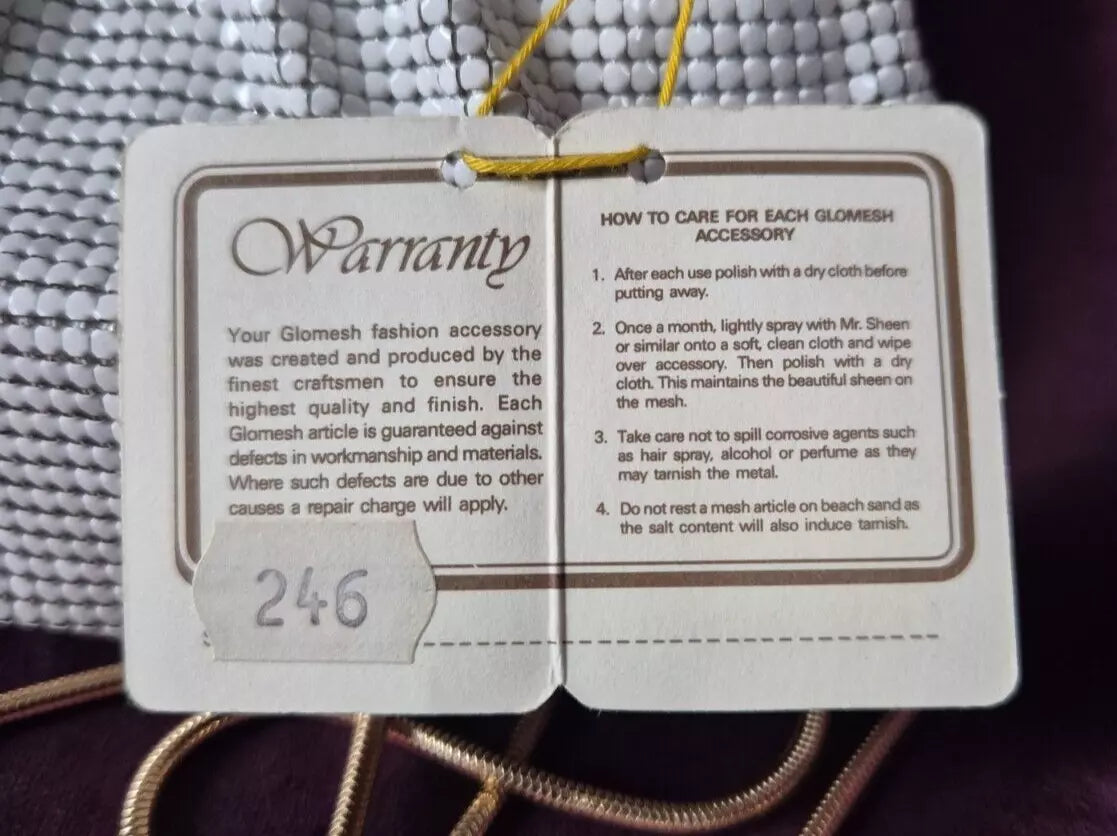 Warranty
Your Glomesh fashion accessory
was created and produced by the
finest craftsmen to ensure the
highest quality and finish. Each
Glomesh article is guaranteed against
defects in workmanship and materials.
Where such defects are due to other
causes a repair charge will apply.
246
HOW TO CARE FOR EACH GLOMESH
ACCESSORY
1. After each use polish with a dry cloth before
putting away.
2. Once a month, lightly spray with Mr. Sheen
or similar onto a soft, clean cloth and wipe
over accessory. Then polish with a dry
cloth. This maintains the beautiful sheen on
the mesh.
3. Take care not to spill corrosive agents such
as hair spray, alcohol or perfume as they
may tarnish the metal.
4. Do not rest a mesh article on beach sand as
the salt content will also induce tarnish.